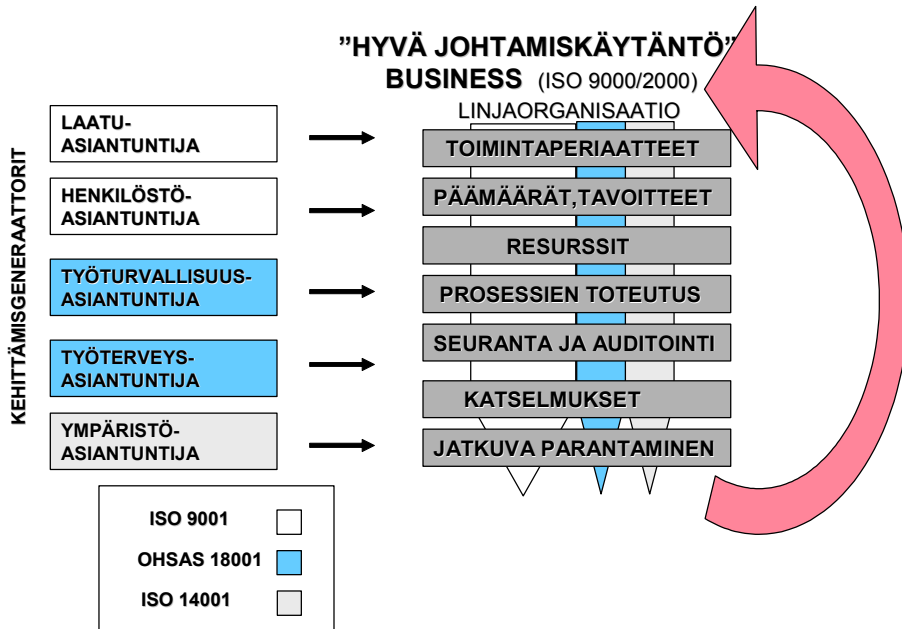 ”HYVÄ JOHTAMISKÄYTÄNTÖ”
BUSINESS (ISO 9000/2000)
LINJAORGANISAATIO
KEHITTÄMISGENERAATTORIT
LAATU-
ASIANTUNTIJA
HENKILÖSTÖ-
ASIANTUNTIJA
TYÖTURVALLISUUS-
ASIANTUNTIJA
TYÖTERVEYS-
ASIANTUNTIJA
YMPÄRISTÖ-
ASIANTUNTIJA
TOIMINTAPERIAATTEET
PÄÄMÄÄRÄT,TAVOITTEET
RESURSSIT
PROSESSIEN TOTEUTUS
SEURANTA JA AUDITOINTI
KATSELMUKSET
JATKUVA PARANTAMINEN
ISO 9001
OHSAS 18001
ISO 14001